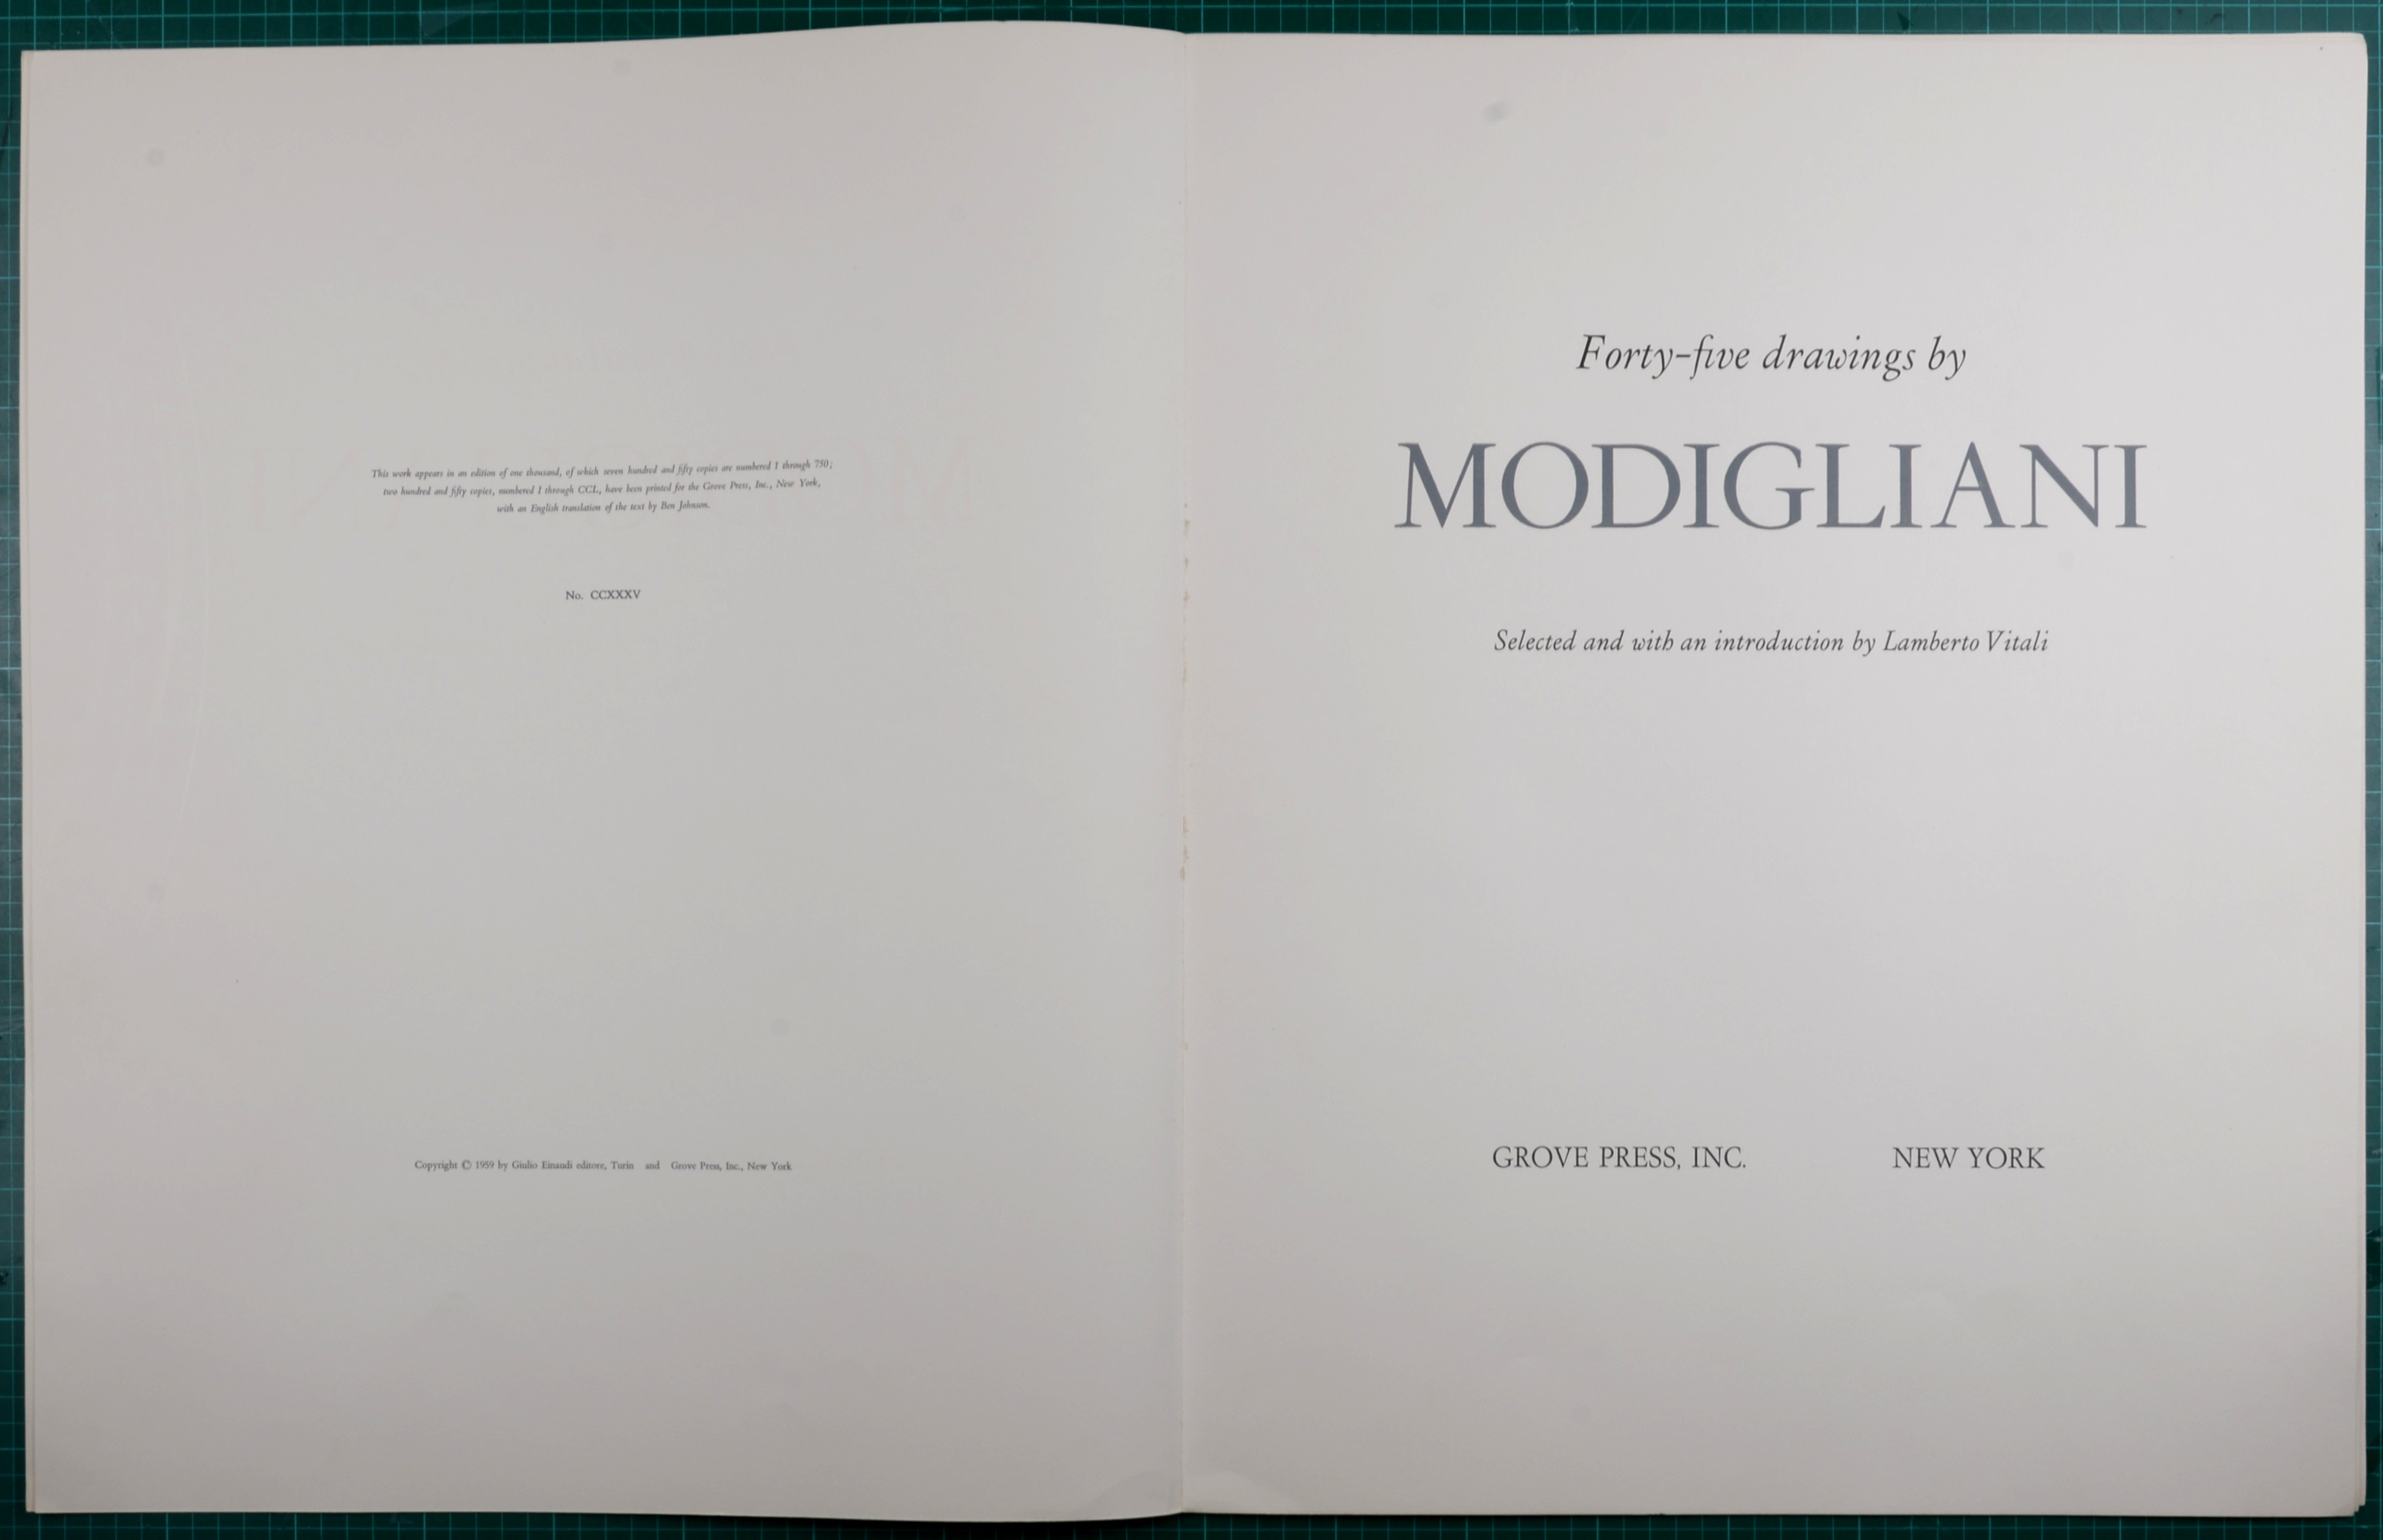 This work appears in an edition of one thousand, of which seven hundred and fifty copies are numbered 1 through 750;
two hundred and fifty copies, numbered I through CCL, have been printed for the Grove Press, Inc., New York,
with an English translation of the text by Ben Johnson.
No. CCXXXV
Copyright © 1959 by Giulio Einaudi editore, Turin and Grove Press, Inc., New York
Forty-five drawings by
MODIGLIANI
Selected and with an introduction by Lamberto Vitali
GROVE PRESS, INC. NEW YORK